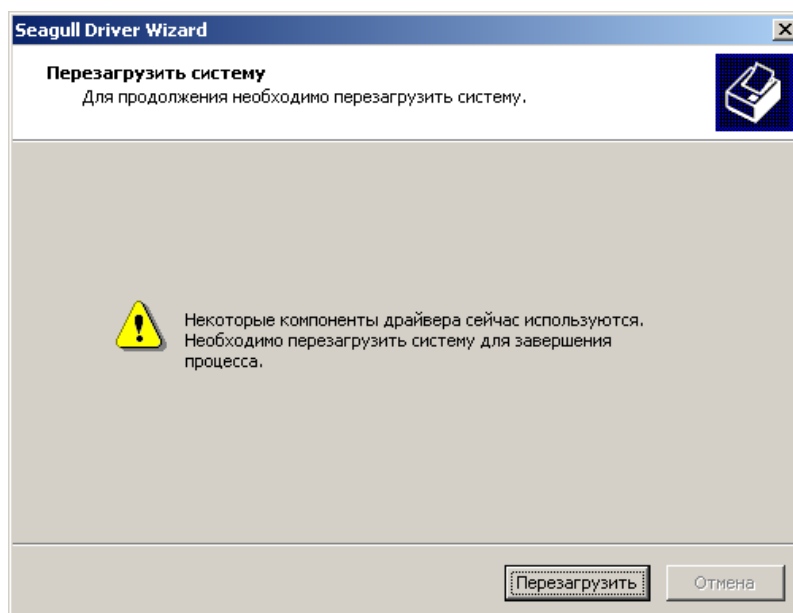 Seagull Driver Wizard
Перезагрузить систему
Для продолжения необходимо перезагрузить систему.
Некоторые компоненты драйвера сейчас используются.
Необходимо перезагрузить систему для завершения
процесса.
Перезагрузить
Отмена